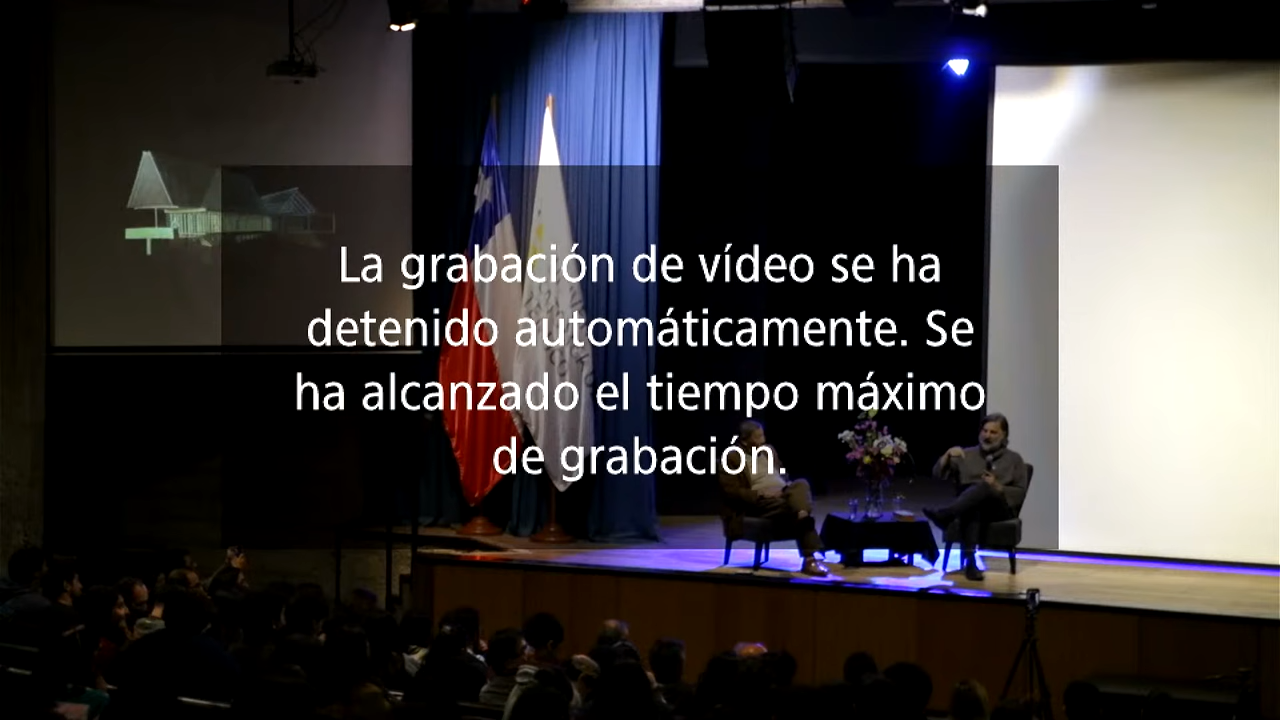 La grabación de vídeo se ha
detenido automáticamente. Se
ha alcanzado el tiempo máximo
de grabación.